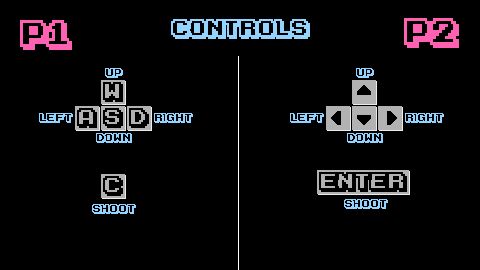 P1
CONTROLS
P2
UP
W
LEFT A S D RIGHT
DOWN
C
SHOOT
UP
LEFT RIGHT
DOWN
ENTER
SHOOT